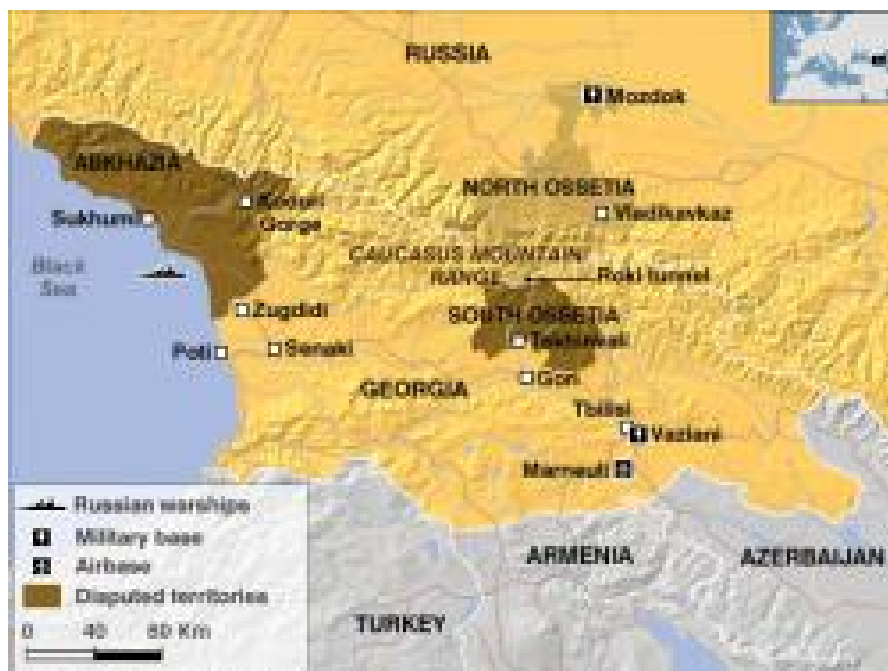 RUSSIA
Mozdok
ABKHAZIA
NORTH OSSETIA
Kodori
Gorge
Sukhumi
Vladikavkaz
CAUCASUS MOUNTAIN
RANGE
Roki tunnel
Black
Sea
Zugdidi
SOUTH OSSETIA
Tskhinvali
Poti
Senaki
Gori
GEORGIA
Tbilisi
Vaziani
Marneuli
Russian warships
Military base
Airbase
Disputed territories
0 40 80 Km
ARMENIA
AZERBAIJAN
TURKEY